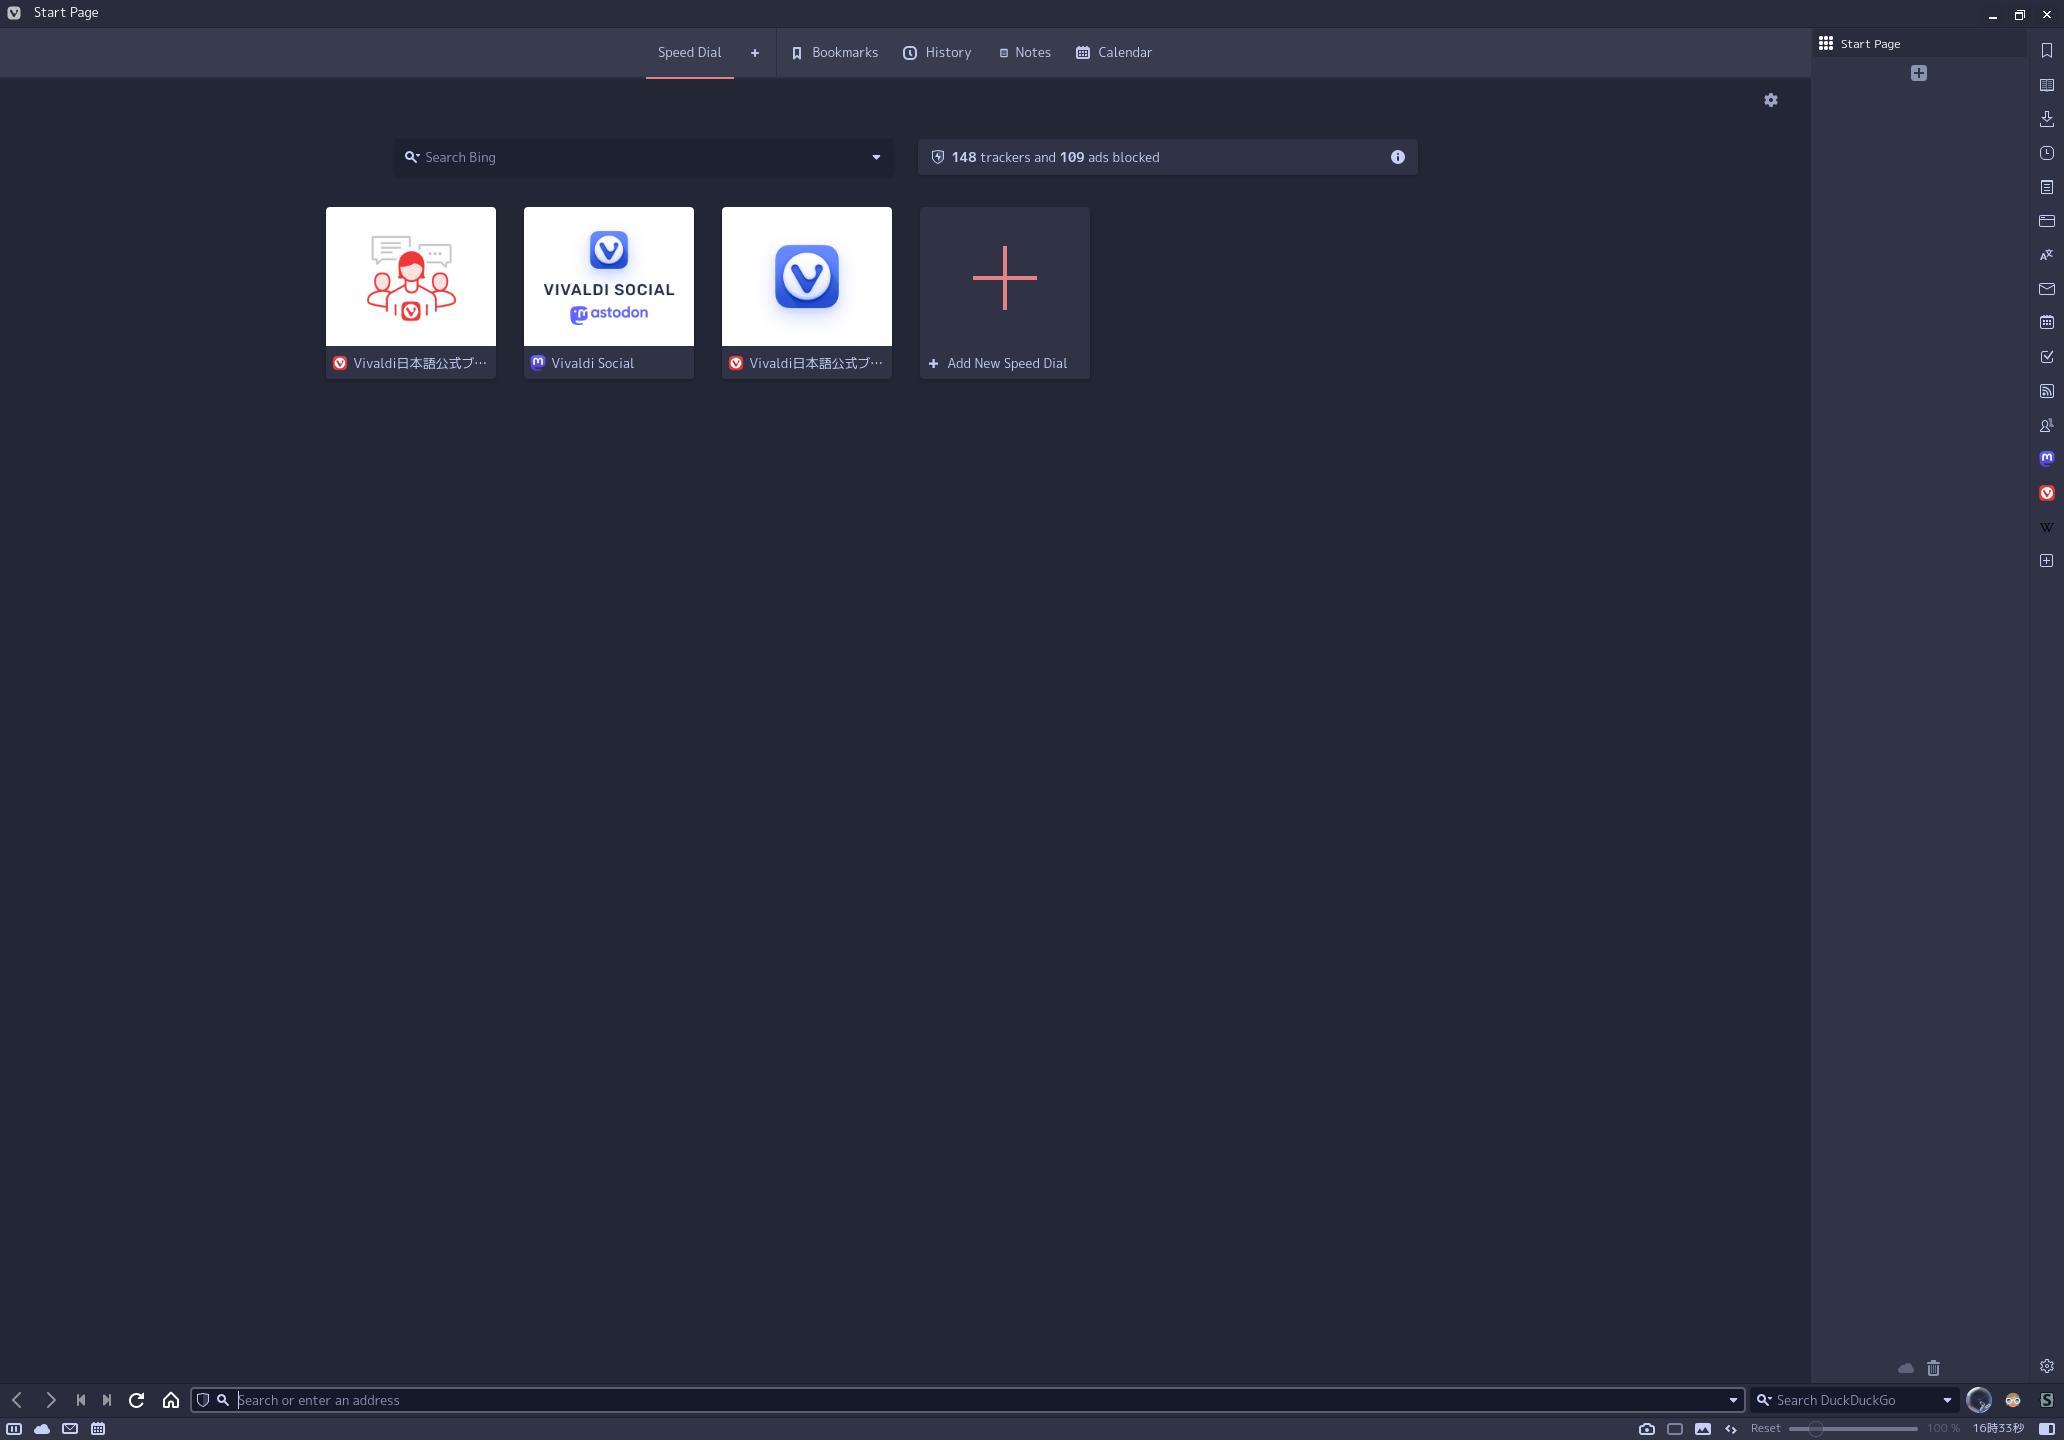 Start Page
Speed Dial
Bookmarks
History
Notes
Calendar
Start Page
Search Bing
148 trackers and 109 ads blocked
VIVALDI SOCIAL
mastodon
Vivaldi日本語公式ブ…
Vivaldi Social
Vivaldi日本語公式ブ…
Add New Speed Dial
Search or enter an address
Search DuckDuckGo
Reset
100 %
16時33秒